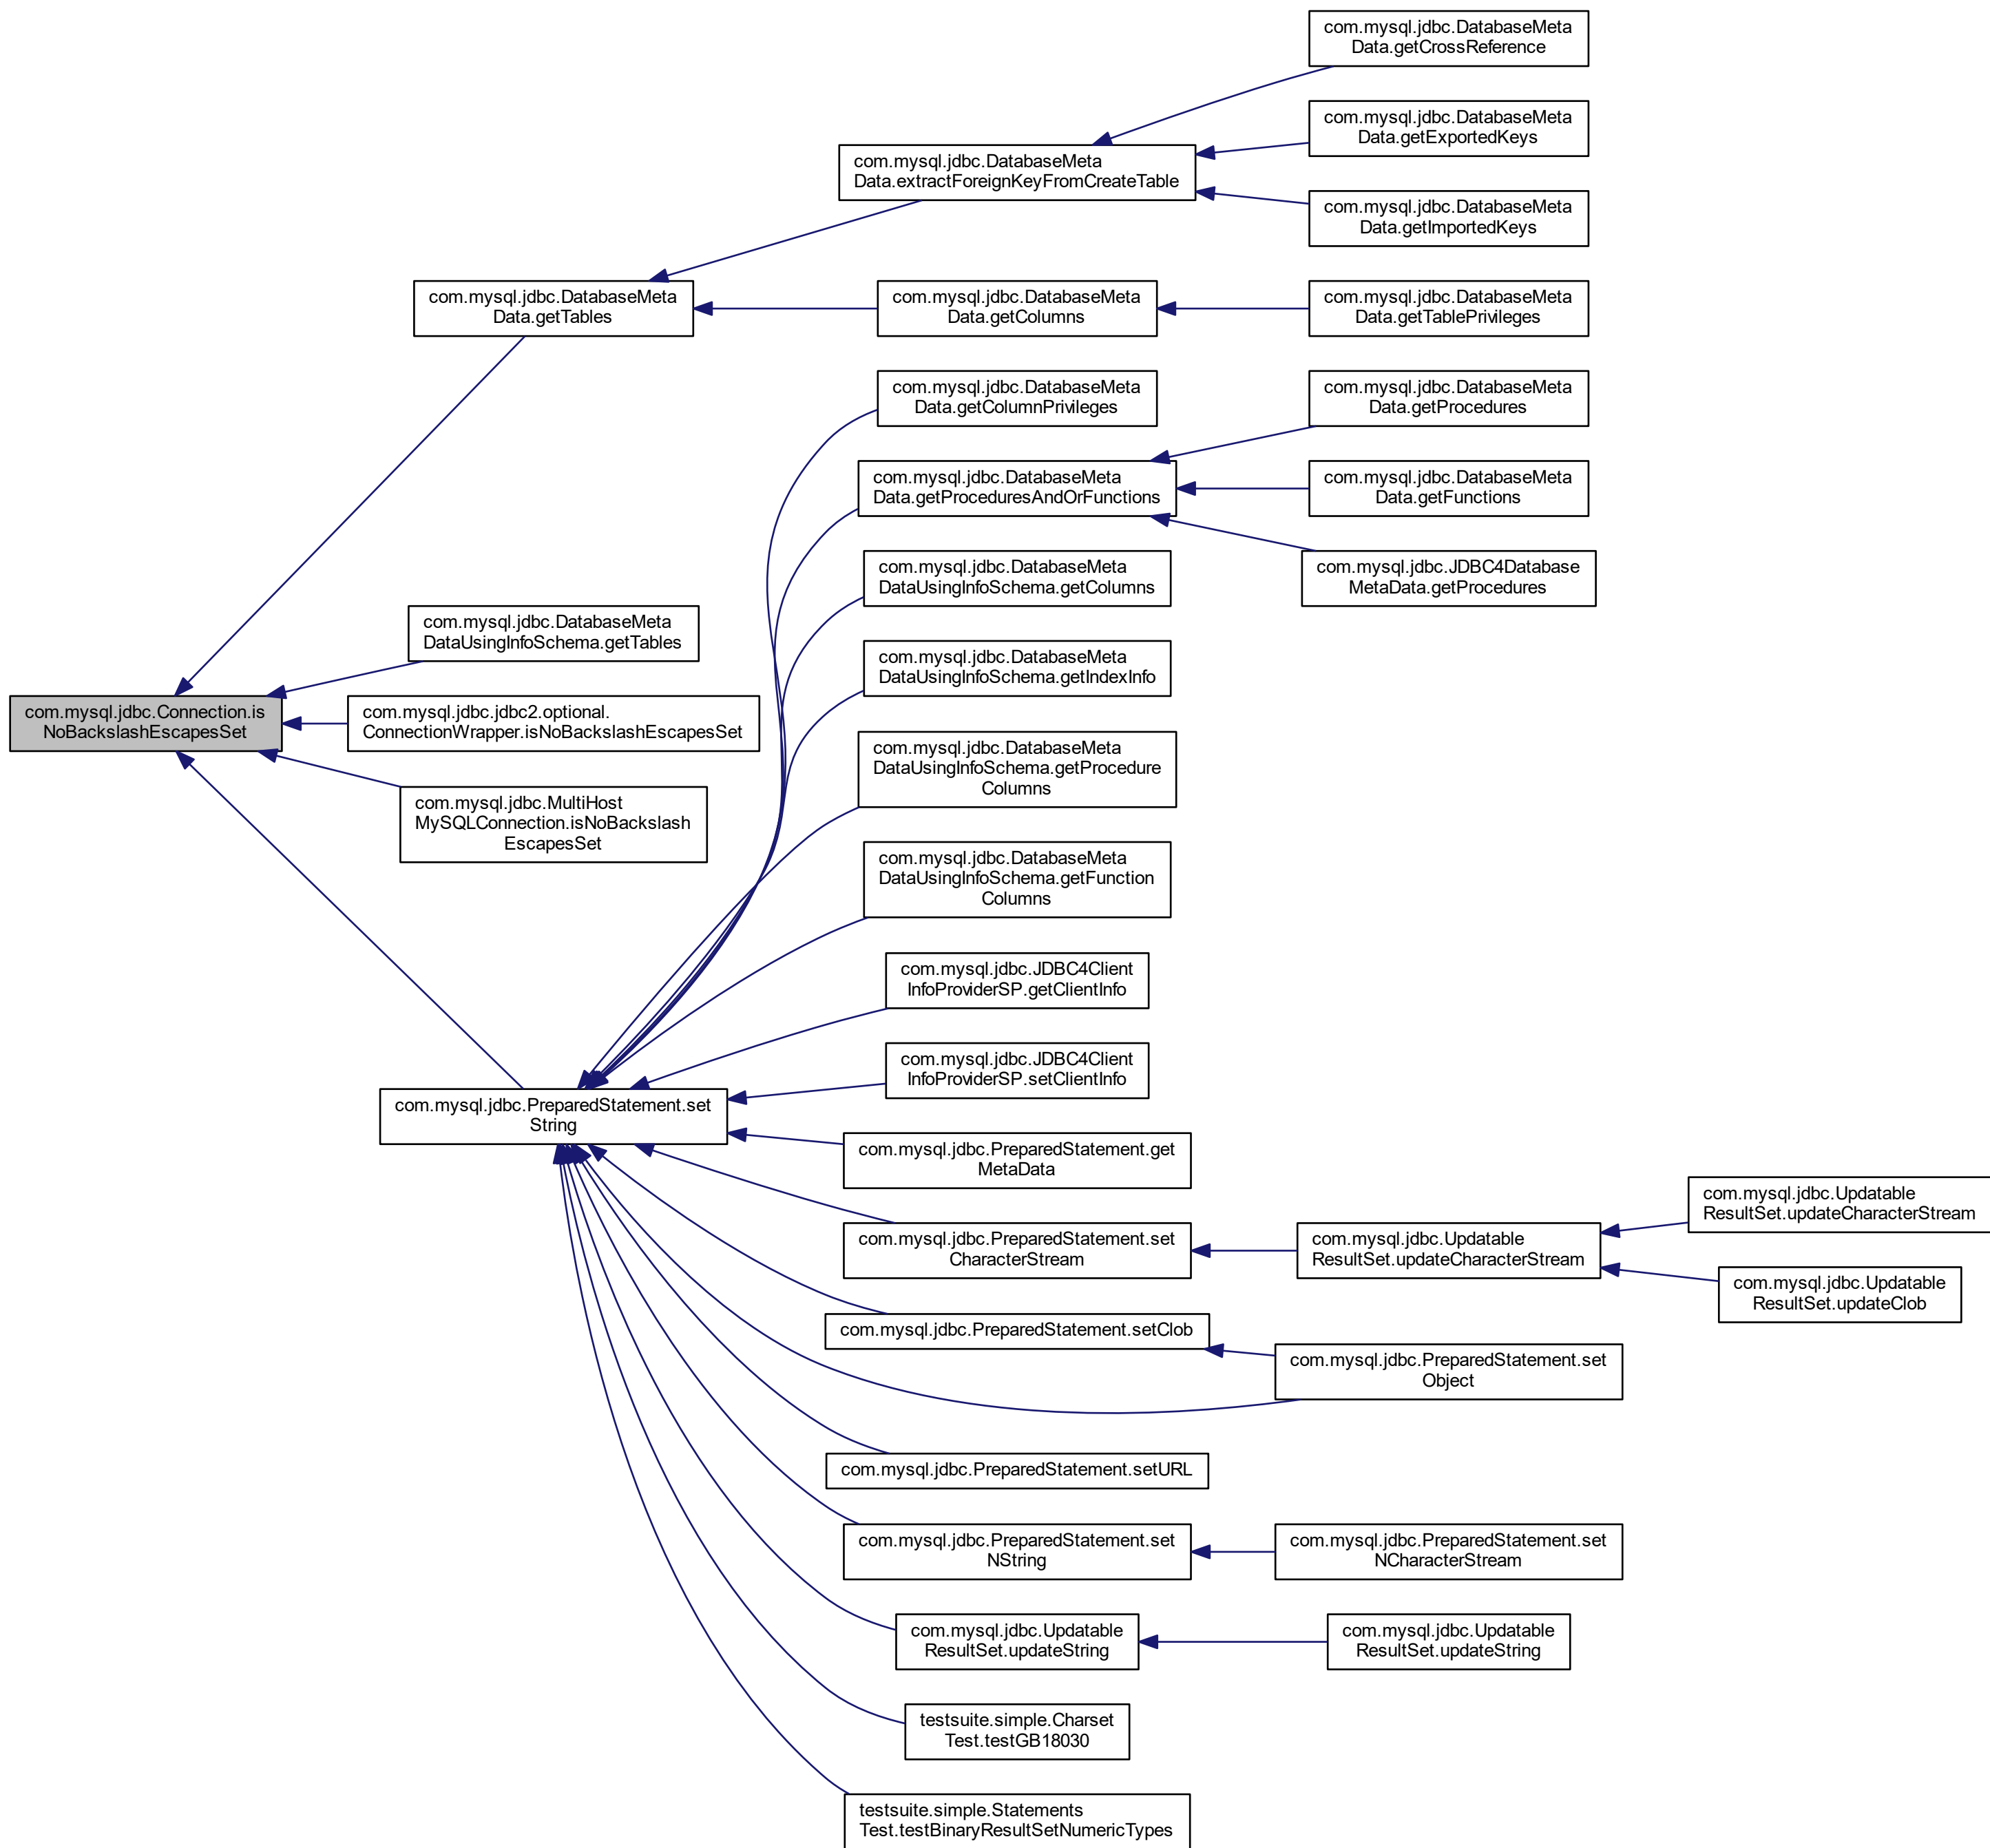 com.mysql.jdbc.DatabaseMeta
Data.getCrossReference
com.mysql.jdbc.DatabaseMeta
Data.getExportedKeys
com.mysql.jdbc.DatabaseMeta
Data.extractForeignKeyFromCreateTable
com.mysql.jdbc.DatabaseMeta
Data.getImportedKeys
com.mysql.jdbc.DatabaseMeta
Data.getTables
com.mysql.jdbc.DatabaseMeta
Data.getColumns
com.mysql.jdbc.DatabaseMeta
Data.getTablePrivileges
com.mysql.jdbc.DatabaseMeta
Data.getColumnPrivileges
com.mysql.jdbc.DatabaseMeta
Data.getProcedures
com.mysql.jdbc.DatabaseMeta
Data.getProceduresAndOrFunctions
com.mysql.jdbc.DatabaseMeta
Data.getFunctions
com.mysql.jdbc.DatabaseMeta
DataUsingInfoSchema.getColumns
com.mysql.jdbc.JDBC4Database
MetaData.getProcedures
com.mysql.jdbc.DatabaseMeta
DataUsingInfoSchema.getTables
com.mysql.jdbc.DatabaseMeta
DataUsingInfoSchema.getIndexInfo
com.mysql.jdbc.Connection.is
NoBackslashEscapesSet
com.mysql.jdbc.jdbc2.optional.
ConnectionWrapper.isNoBackslashEscapesSet
com.mysql.jdbc.DatabaseMeta
DataUsingInfoSchema.getProcedure
Columns
com.mysql.jdbc.MultiHost
MySQLConnection.isNoBackslash
EscapesSet
com.mysql.jdbc.DatabaseMeta
DataUsingInfoSchema.getFunction
Columns
com.mysql.jdbc.JDBC4Client
InfoProviderSP.getClientInfo
com.mysql.jdbc.JDBC4Client
InfoProviderSP.setClientInfo
com.mysql.jdbc.PreparedStatement.set
String
com.mysql.jdbc.PreparedStatement.get
MetaData
com.mysql.jdbc.PreparedStatement.set
CharacterStream
com.mysql.jdbc.Updatable
ResultSet.updateCharacterStream
com.mysql.jdbc.Updatable
ResultSet.updateCharacterStream
com.mysql.jdbc.Updatable
ResultSet.updateClob
com.mysql.jdbc.PreparedStatement.setClob
com.mysql.jdbc.PreparedStatement.set
Object
com.mysql.jdbc.PreparedStatement.setURL
com.mysql.jdbc.PreparedStatement.set
NString
com.mysql.jdbc.PreparedStatement.set
NCharacterStream
com.mysql.jdbc.Updatable
ResultSet.updateString
com.mysql.jdbc.Updatable
ResultSet.updateString
testsuite.simple.Charset
Test.testGB18030
testsuite.simple.Statements
Test.testBinaryResultSetNumericTypes